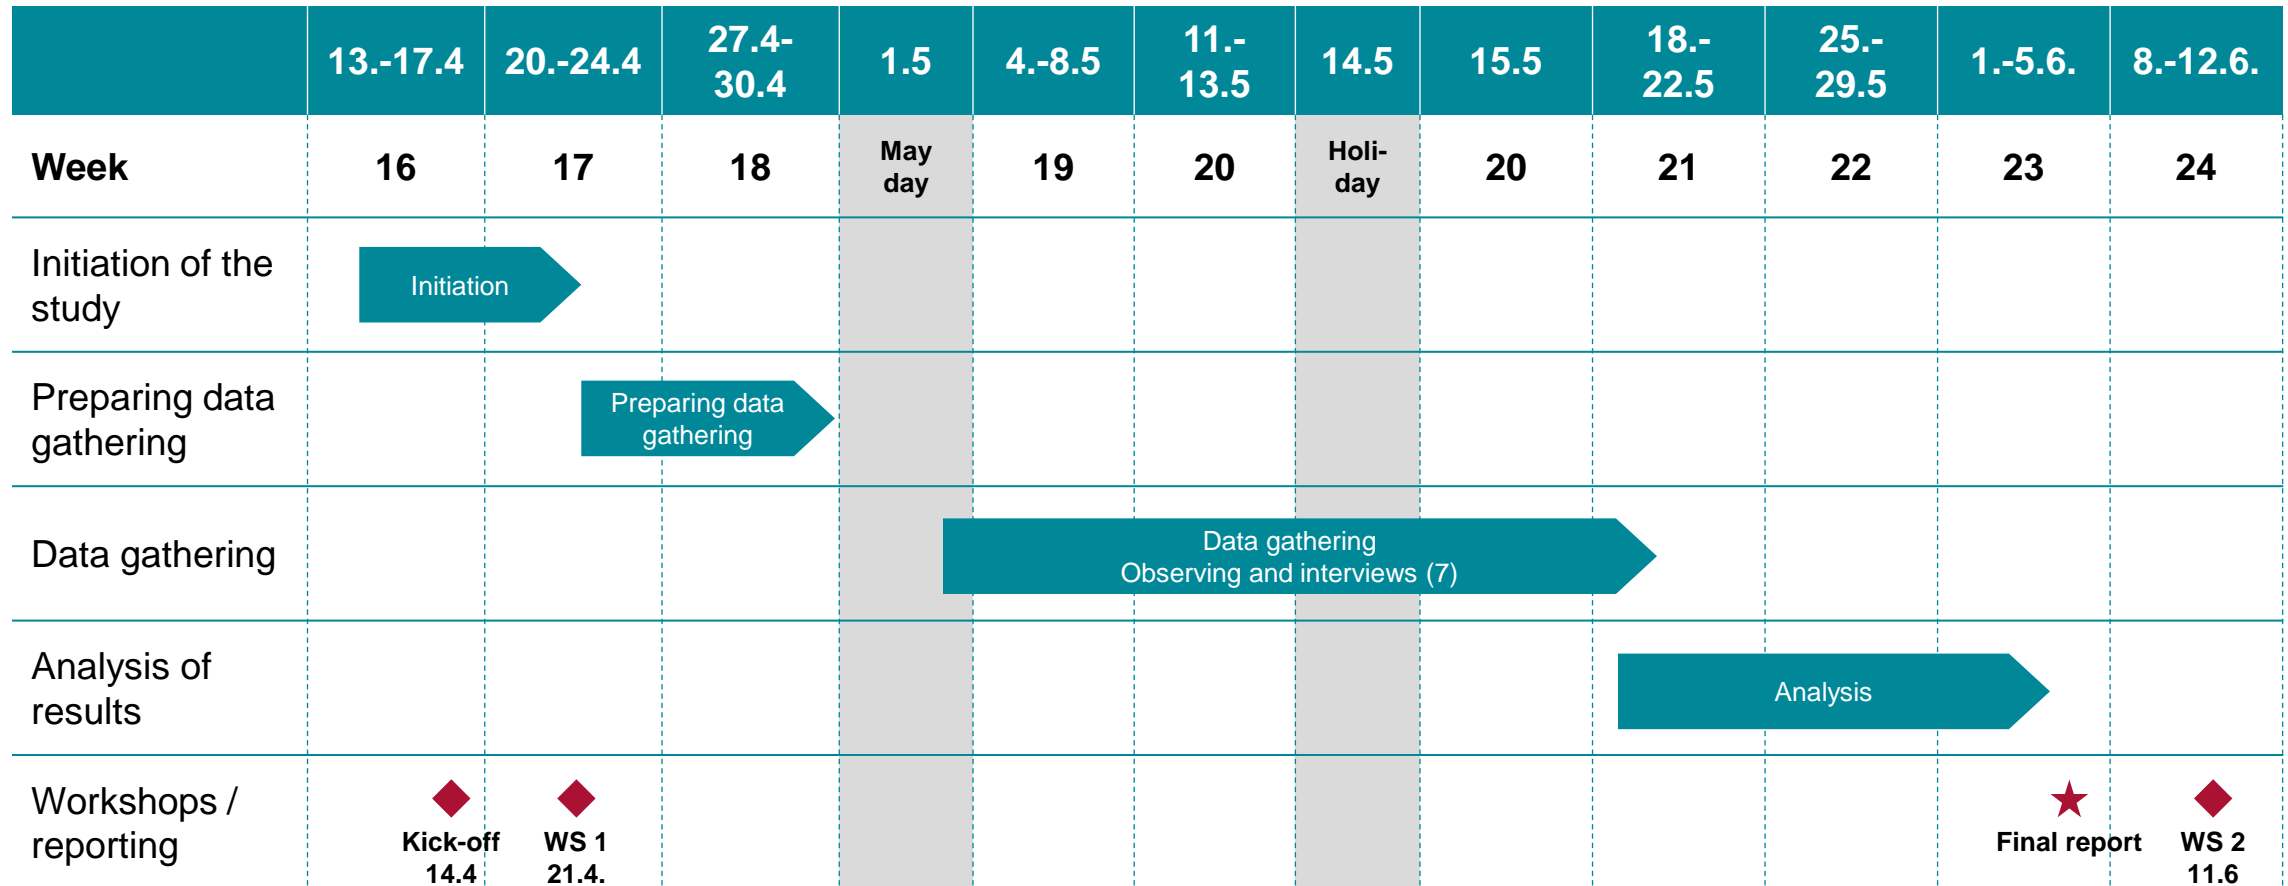 13.-17.4
20.-24.4
27.4-
30.4
1.5
4.-8.5
11.-
13.5
14.5
15.5
18.-
22.5
25.-
29.5
1.-5.6.
8.-12.6.
Week
16
17
18
May
day
19
20
Holi-
day
20
21
22
23
24
Initiation of the
study
Initiation
Preparing data
gathering
Preparing data
gathering
Data gathering
Data gathering
Observing and interviews (7)
Analysis of
results
Analysis
Workshops /
reporting
Kick-off
14.4
WS 1
21.4.
Final report
WS 2
11.6